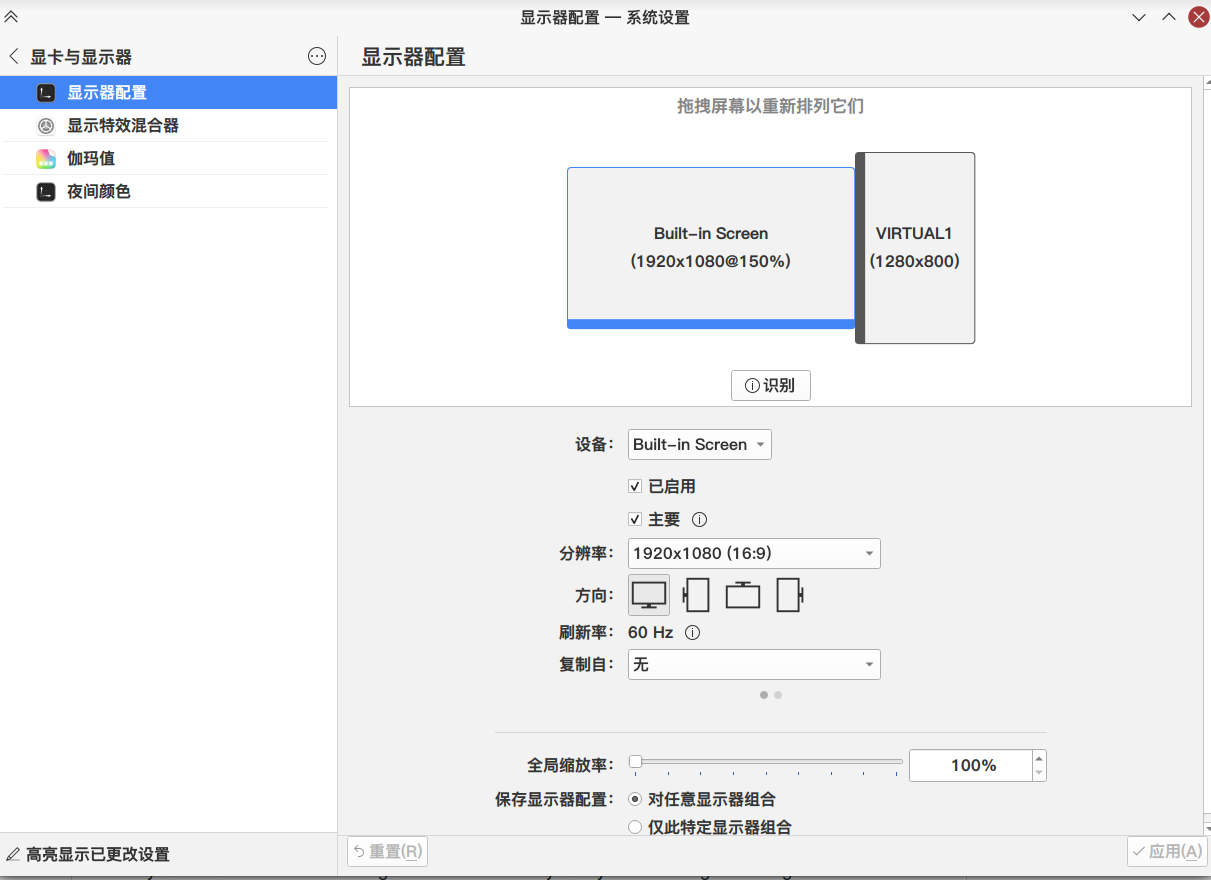 显示器配置 — 系统设置
显卡与显示器
显示器配置
显示特效混合器
伽玛值
夜间颜色
高亮显示已更改设置
显示器配置
拖拽屏幕以重新排列它们
Built-in Screen
(1920x1080@150%)
VIRTUAL1
(1280x800)
识别
设备： Built-in Screen
已启用
主要
分辨率： 1920x1080 (16:9)
方向：
刷新率： 60 Hz
复制自： 无
全局缩放率： 100%
保存显示器配置： 对任意显示器组合
仅此特定显示器组合
重置(R)
应用(A)